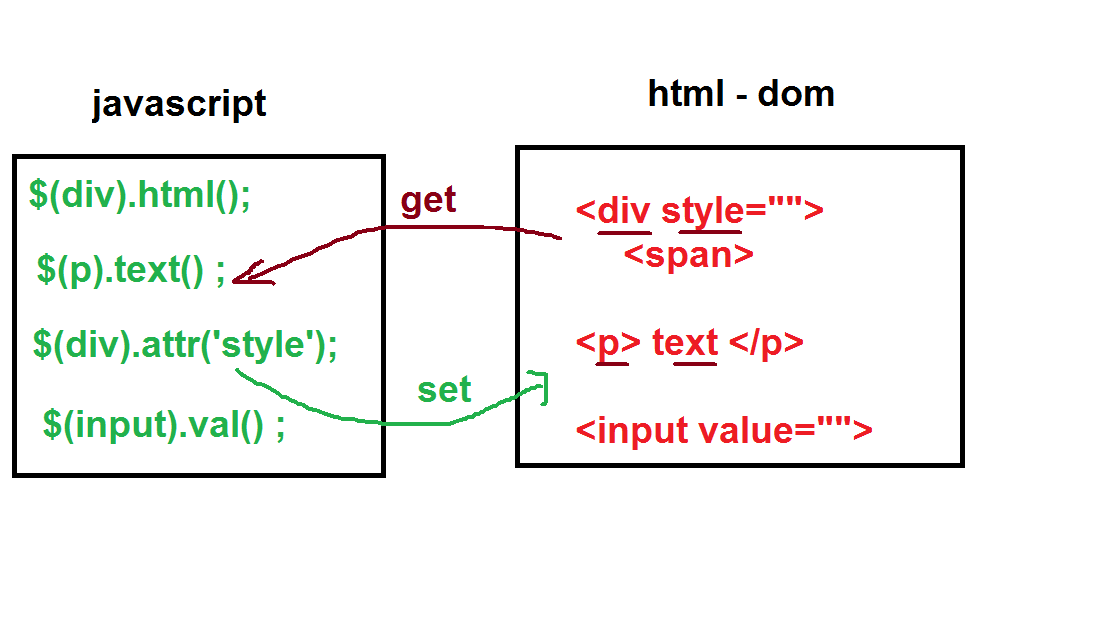 javascript
$(div).html();
$(p).text() ;
$(div).attr('style');
$(input).val() ;
get
set
html - dom
<div style="">
<span>
<p> text </p>
<input value="">